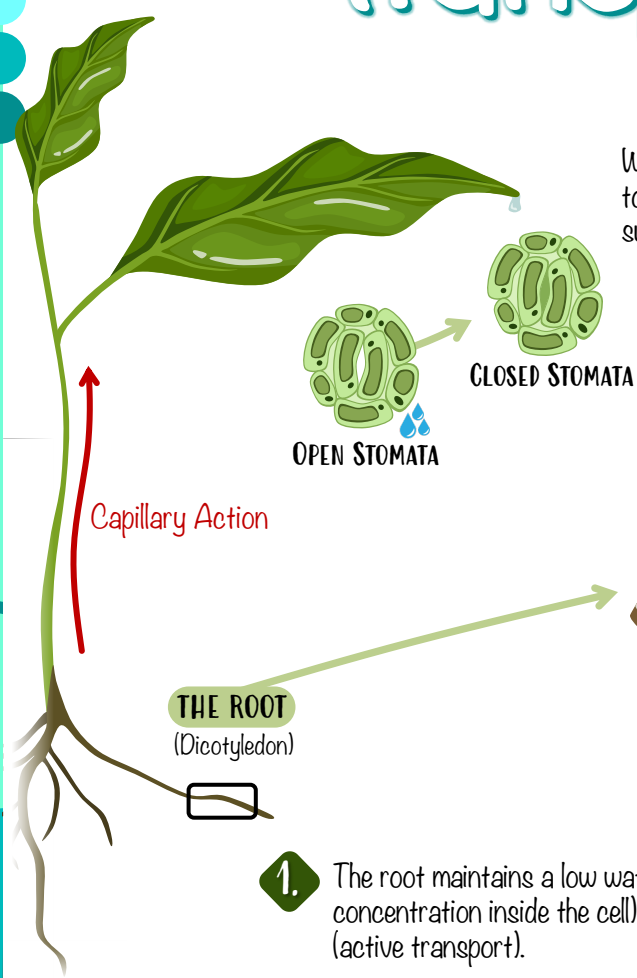 CLOSED STOMATA
OPEN STOMATA
Capillary Action
THE ROOT
(Dicotyledon)
1. The root maintains a low
concentration inside the cell)
(active transport).